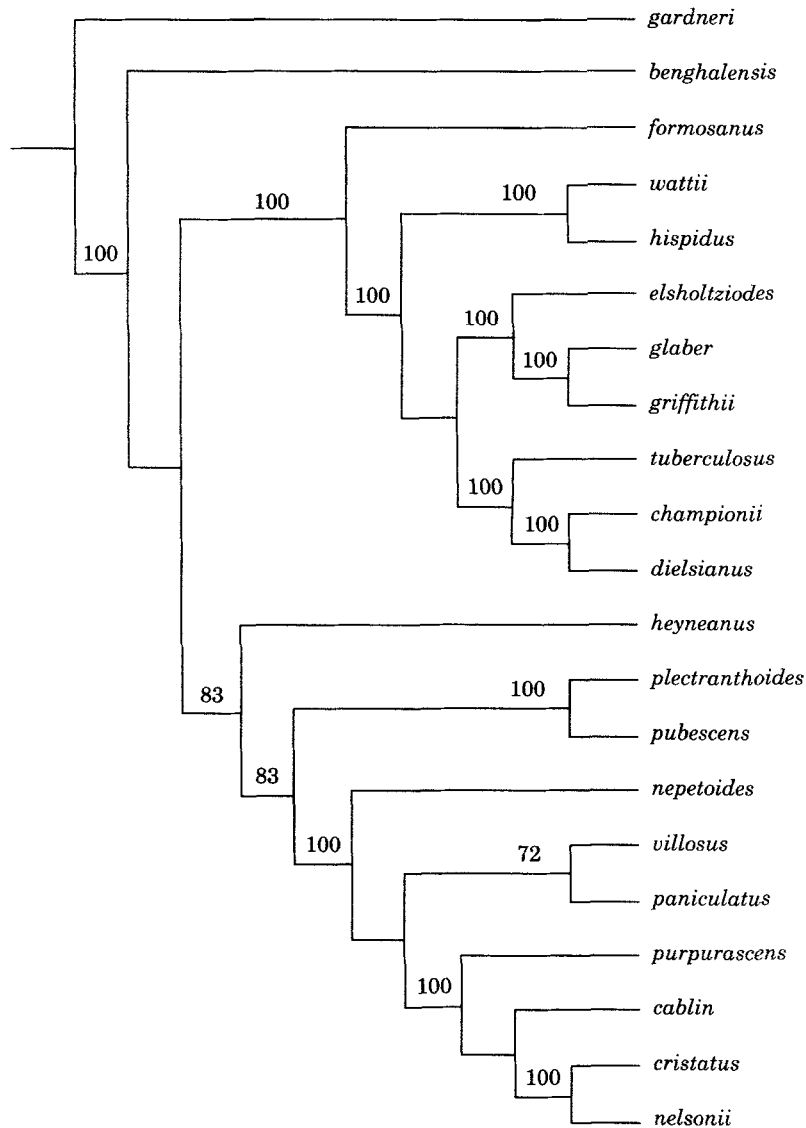 gardneri
benghalensis
formosanus
100
100
wattii
hispidus
100
100
elsholtziodes
100
glaber
100
griffithii
tuberculosus
100
championii
100
dielsianus
heyneanus
83
100
plectranthoides
pubescens
83
nepetoides
100
villosus
72
paniculatus
purpurascens
100
cablin
cristatus
100
nelsonii